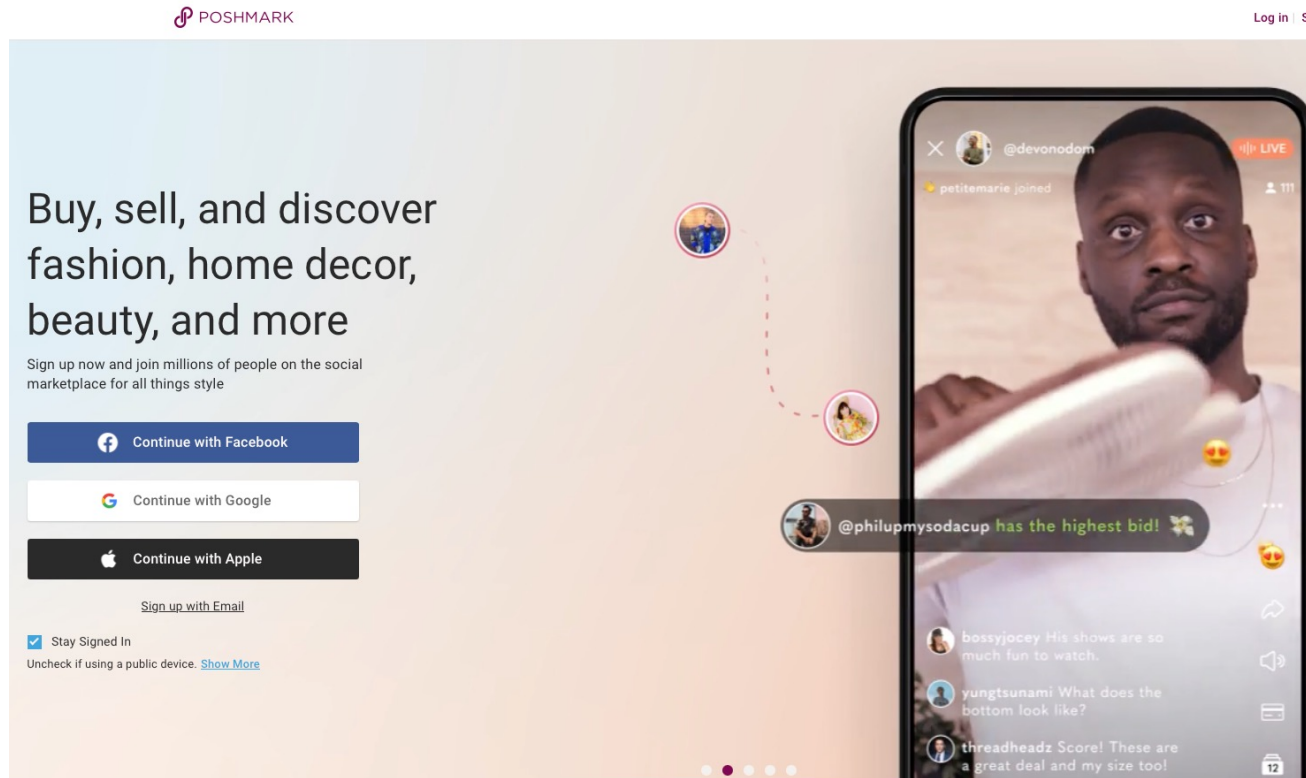 POSHMARK
Log in
Buy, sell, and discover
fashion, home decor,
beauty, and more
Sign up now and join millions of people on the social
marketplace for all things style
Continue with Facebook
Continue with Google
Continue with Apple
Sign up with Email
Stay Signed In
Uncheck if using a public device. Show More
@devonodom
LIVE
petitemarie joined
111
@philupmysodacup has the highest bid!
bossyjocey His shows are so
much fun to watch.
yungtsunami What does the
bottom look like?
threadheadz Score! These are
a great deal and my size too!
12